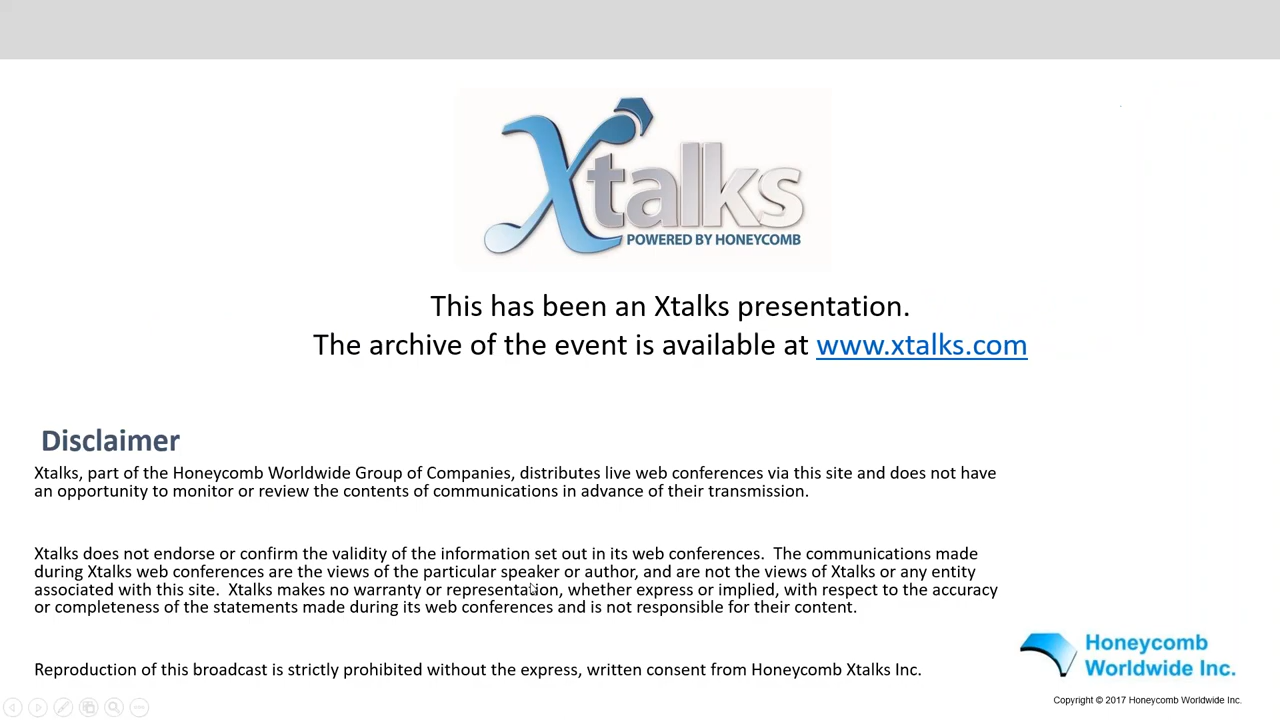 Xtalks
POWERED BY HONEYCOMB
This has been an Xtalks presentation.
The archive of the event is available at www.xtalks.com
Disclaimer
Xtalks, part of the Honeycomb Worldwide Group of Companies, distributes live web conferences via this site and does not have
an opportunity to monitor or review the contents of communications in advance of their transmission.
Xtalks does not endorse or confirm the validity of the information set out in its web conferences.  The communications made
during Xtalks web conferences are the views of the particular speaker or author, and are not the views of Xtalks or any entity
associated with this site.  Xtalks makes no warranty or representation, whether express or implied, with respect to the accuracy
or completeness of the statements made during its web conferences and is not responsible for their content.
Reproduction of this broadcast is strictly prohibited without the express, written consent from Honeycomb Xtalks Inc.
Honeycomb
Worldwide Inc.
Copyright © 2017 Honeycomb Worldwide Inc.